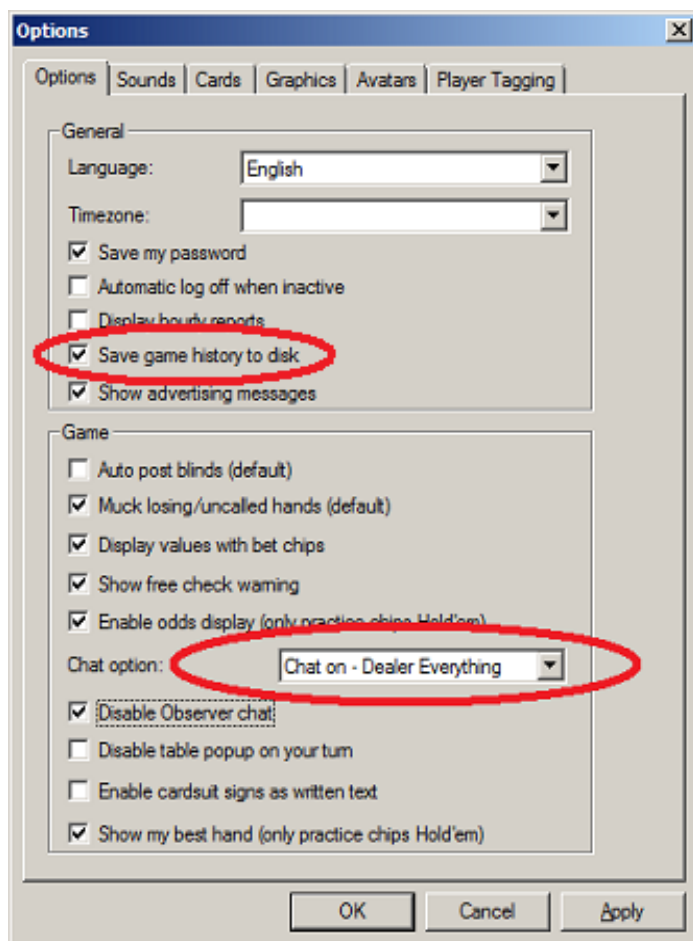 Options
Options Sounds Cards Graphics Avatars Player Tagging
General
Language: English
Timezone:
Save my password
Automatic log off when inactive
Display hourly reports
Save game history to disk
Show advertising messages
Game
Auto post blinds (default)
Muck losing/uncalled hands (default)
Display values with bet chips
Show free check warning
Enable odds display (only practice chips Hold'em)
Chat option: Chat on - Dealer Everything
Disable Observer chat
Disable table popup on your turn
Enable cardsuit signs as written text
Show my best hand (only practice chips Hold'em)
OK Cancel Apply